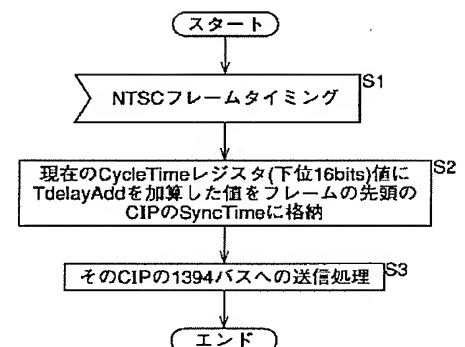 スタート
S1
NTSCフレームタイミング
S2
現在のCycleTimeレジスタ(下位16bits)値に
TdelayAddを加算した値をフレームの先頭の
CIPのSyncTimeに格納
S3
そのCIPの1394バスへの送信処理
エンド